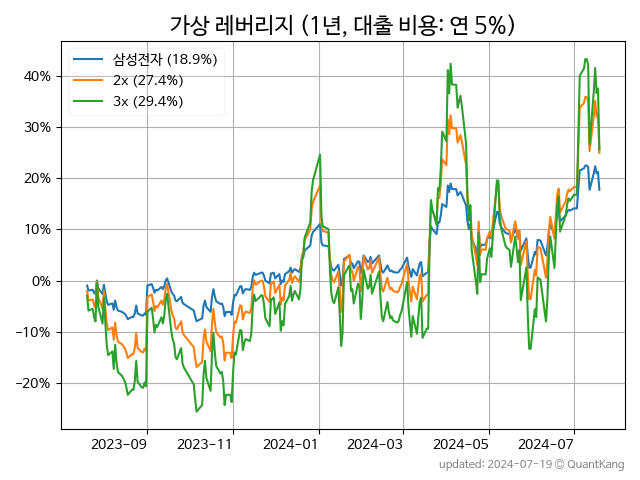 가상 레버리지 (1년, 대출 비용: 연 5%)
삼성전자 (18.9%)
2x (27.4%)
3x (29.4%)
40%
30%
20%
10%
0%
−10%
−20%
2023-09
2023-11
2024-01
2024-03
2024-05
2024-07
updated: 2024-07-19 © QuantKang